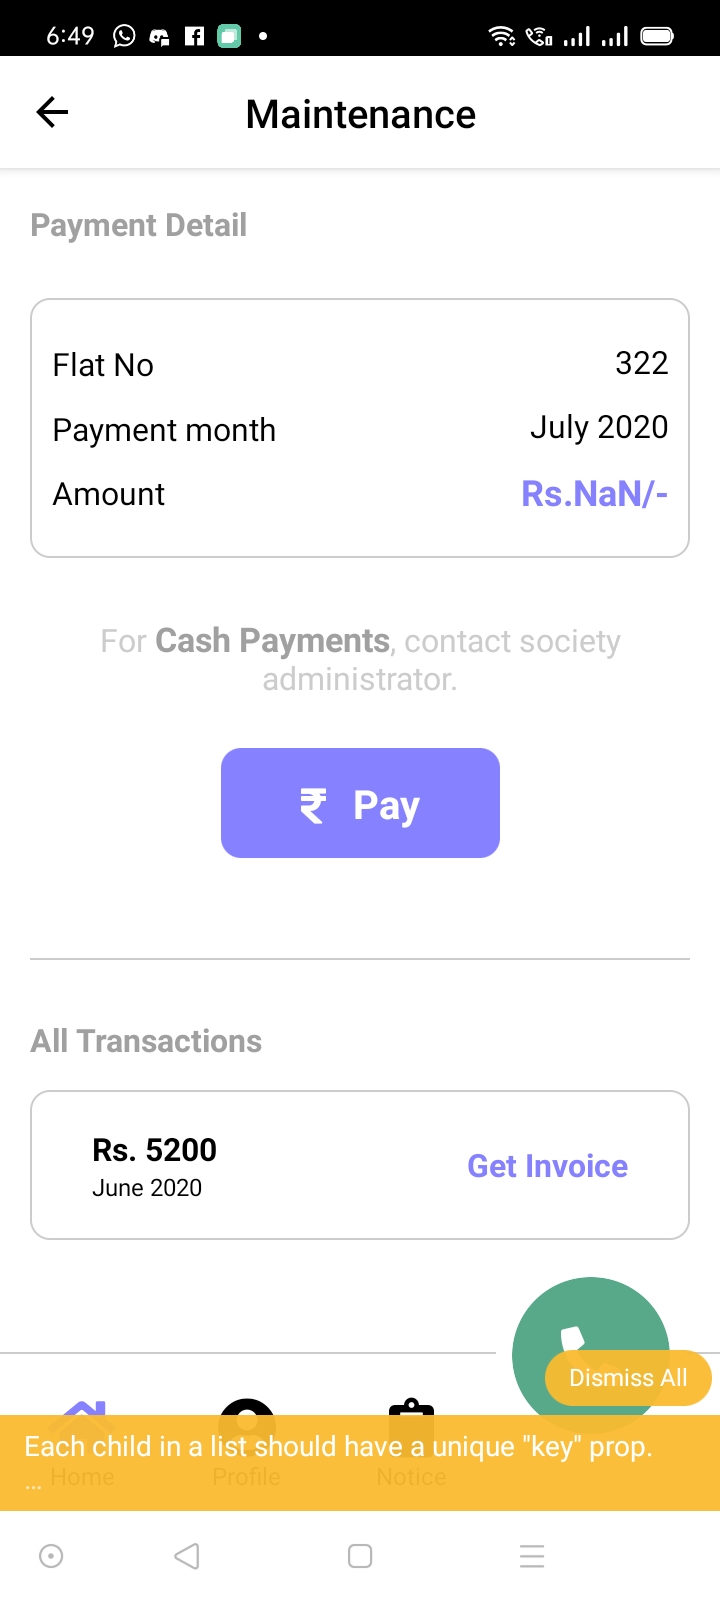 6:49
Maintenance
Payment Detail
Flat No 322
Payment month July 2020
Amount Rs.NaN/-
For Cash Payments, contact society
administrator.
₹ Pay
All Transactions
Rs. 5200
June 2020
Get Invoice
Dismiss All
Each child in a list should have a unique "key" prop.
...
Home Profile Notice